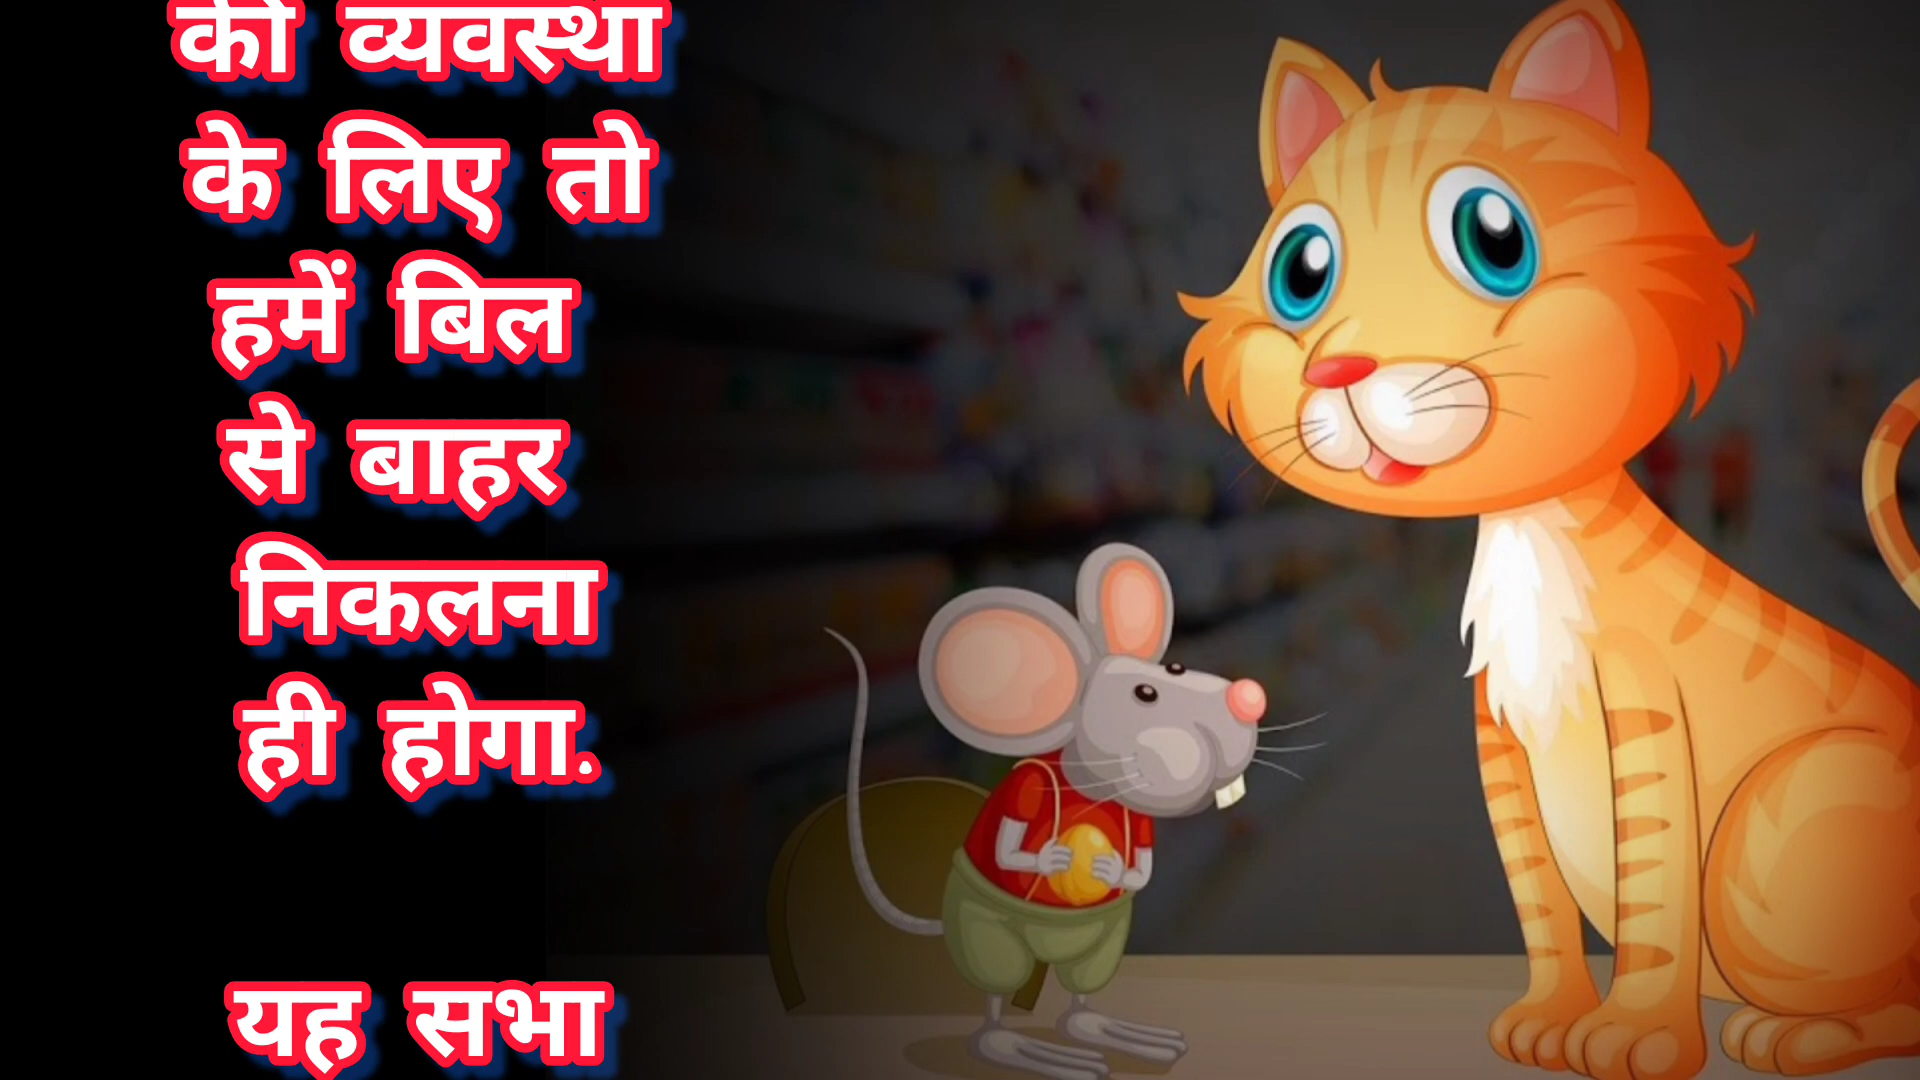 व्यवस्था
के लिए तो
हमें बिल
से बाहर
निकलना
ही होगा.
यह सभा